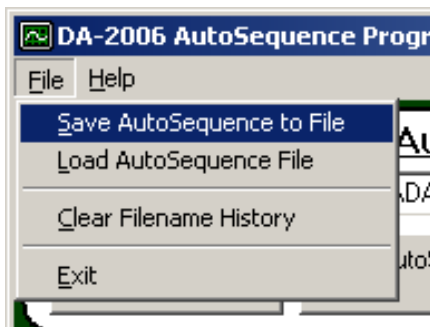 DA-2006 AutoSequence Progr
File Help
Save AutoSequence to File
Load AutoSequence File
Clear Filename History
Exit